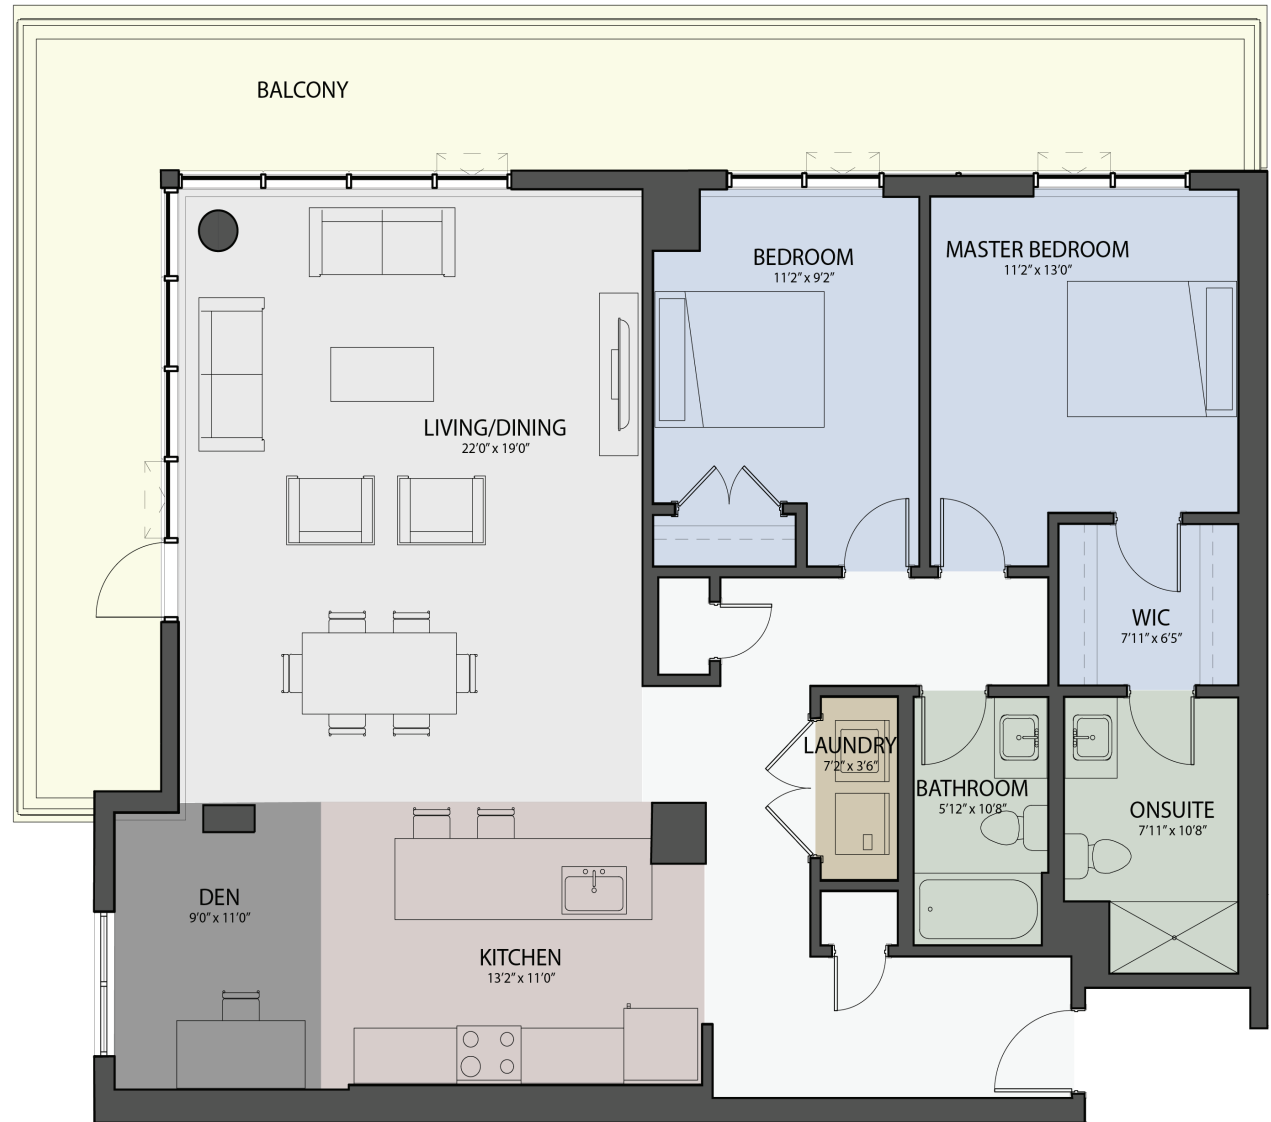 BALCONY
BEDROOM
11'2" x 9'2"
MASTER BEDROOM
11'2" x 13'0"
LIVING/DINING
22'0" x 19'0"
WIC
7'11" x 6'5"
LAUNDRY
7'2" x 3'6"
BATHROOM
5'12" x 10'8"
ONSUITE
7'11" x 10'8"
DEN
9'0" x 11'0"
KITCHEN
13'2" x 11'0"